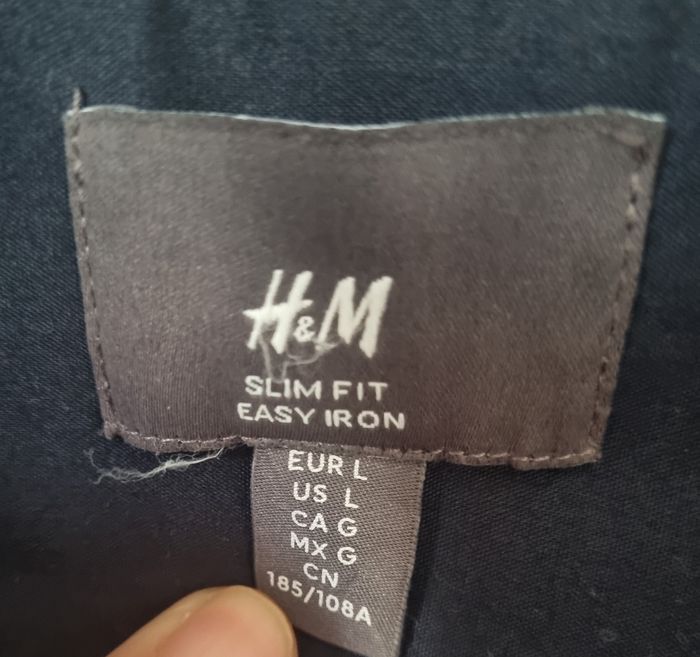 H&M
SLIM FIT
EASY IRON
EUR L
US L
CA G
MX G
CN
185/108A